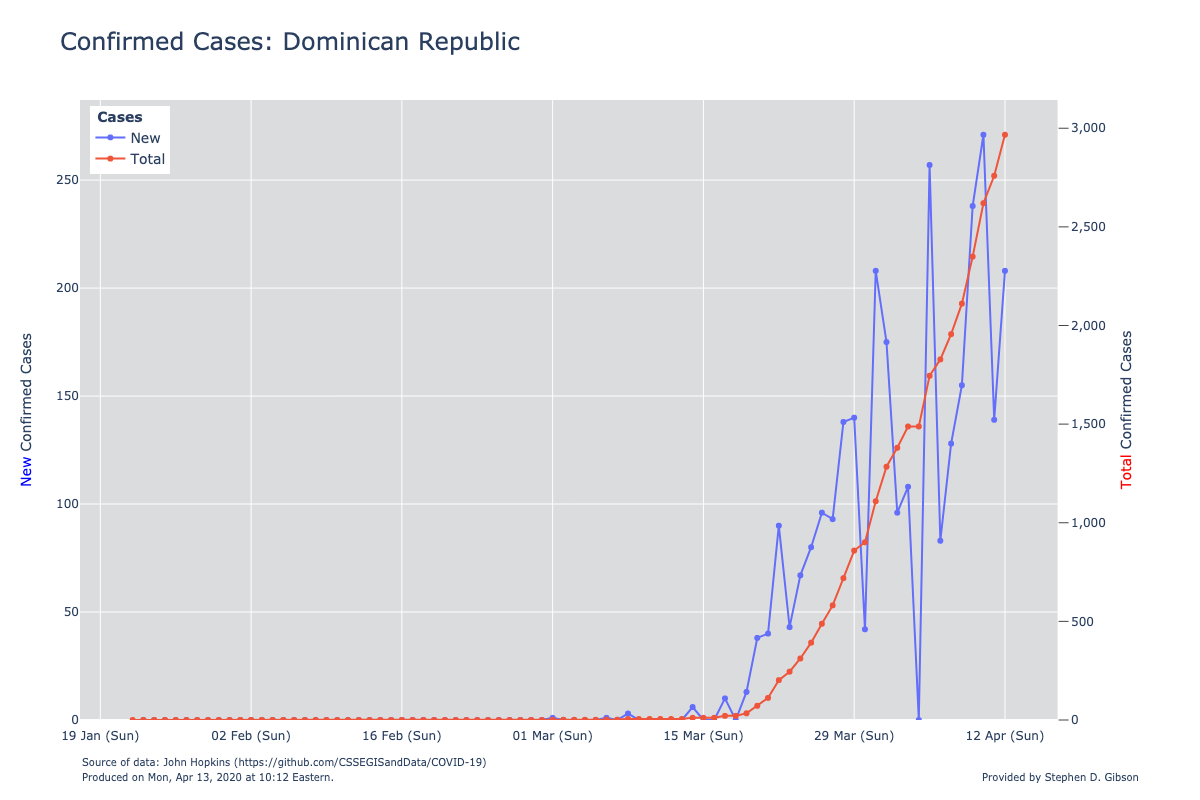 Confirmed Cases: Dominican Republic
Cases
New
Total
250
200
150
100
50
0
3,000
2,500
2,000
1,500
1,000
500
0
New Confirmed Cases
Total Confirmed Cases
19 Jan (Sun) 02 Feb (Sun) 16 Feb (Sun) 01 Mar (Sun) 15 Mar (Sun) 29 Mar (Sun) 12 Apr (Sun)
Source of data: John Hopkins (https://github.com/CSSEGISandData/COVID-19)
Produced on Mon, Apr 13, 2020 at 10:12 Eastern.
Provided by Stephen D. Gibson